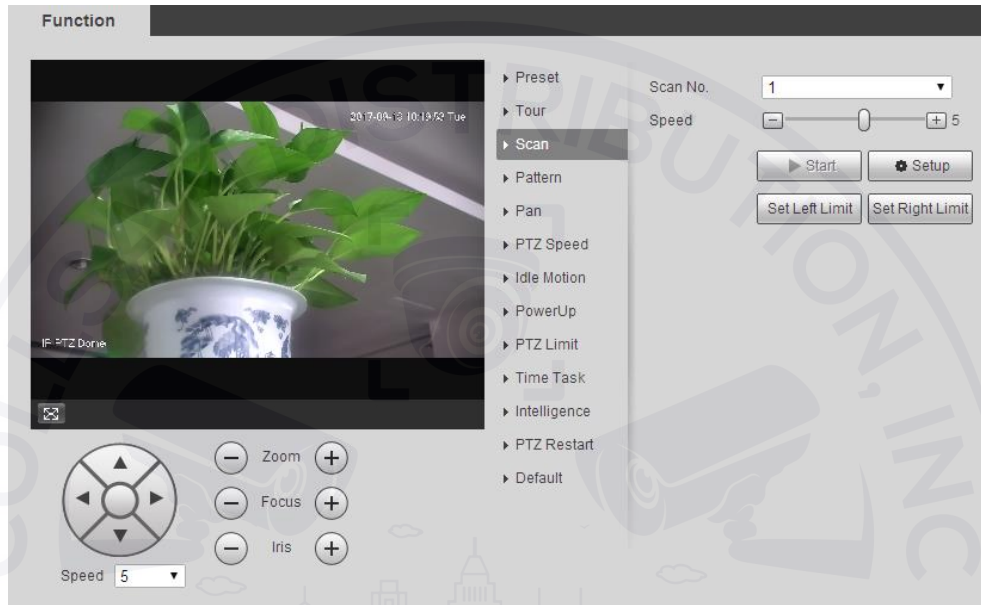 Function
2017-09-13 10:19:52 Tue
IP PTZ Dome
Zoom
Focus
Iris
Speed 5
Preset
Tour
Scan
Pattern
Pan
PTZ Speed
Idle Motion
PowerUp
PTZ Limit
Time Task
Intelligence
PTZ Restart
Default
Scan No. 1
Speed 5
Start Setup
Set Left Limit Set Right Limit
DISTRIBUTION, INC